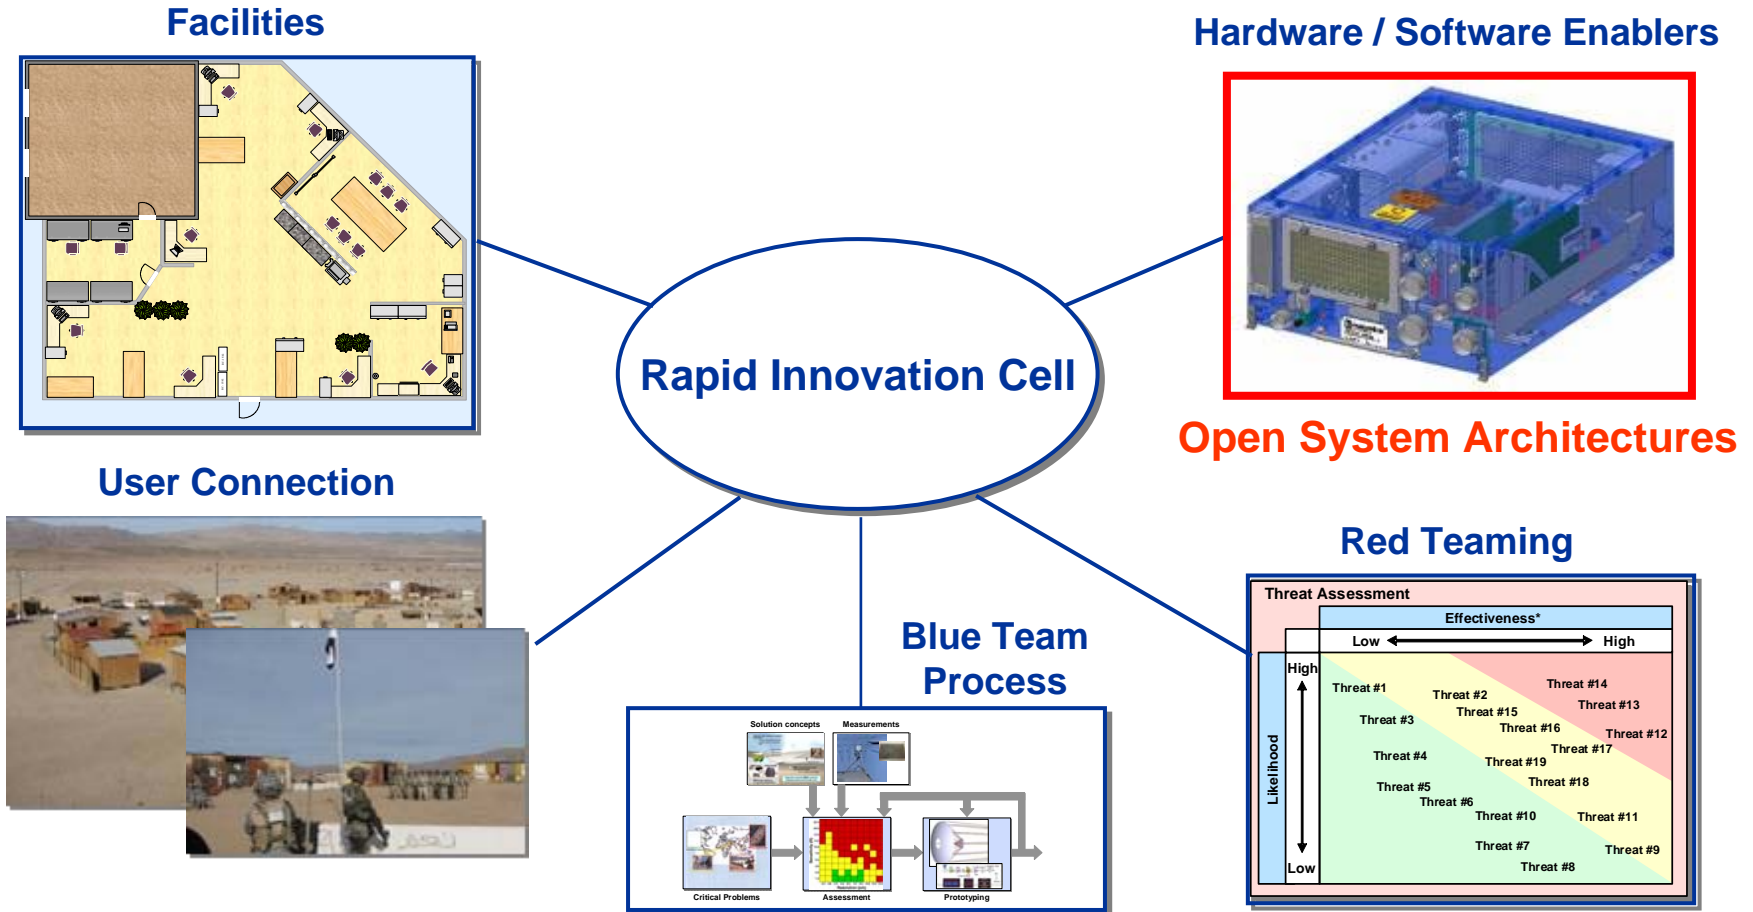 Facilities
Hardware / Software Enablers
Rapid Innovation Cell
Open System Architectures
User Connection
Red Teaming
Threat Assessment
Effectiveness*
Low
High
Likelihood
High
Low
Threat #1
Threat #2
Threat #14
Threat #13
Threat #3
Threat #15
Threat #16
Threat #12
Threat #4
Threat #17
Threat #19
Threat #5
Threat #18
Threat #6
Threat #10
Threat #11
Threat #7
Threat #9
Threat #8
Blue Team
Process
Solution concepts
Measurements
Critical Problems
Assessment
Prototyping